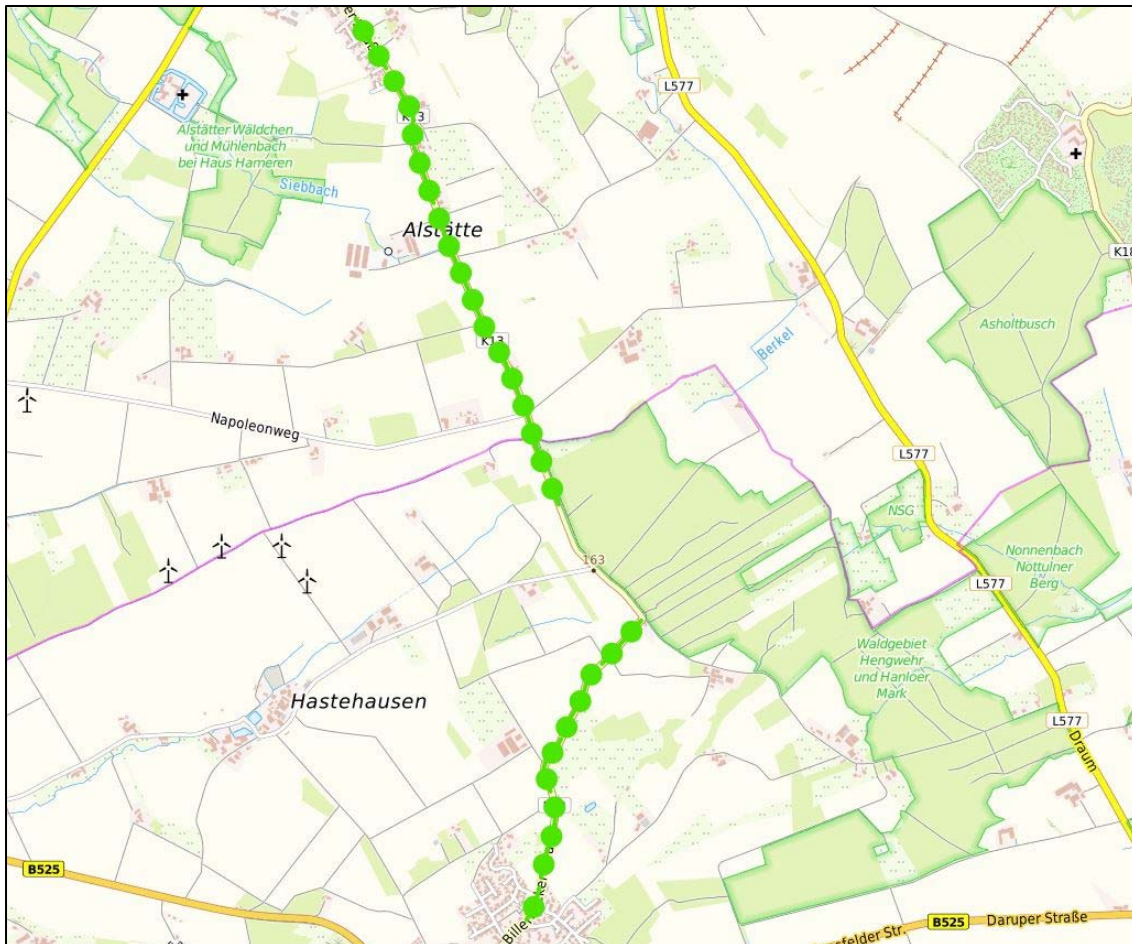 L577
Alstätter Wäldchen
und Mühlenbach
bei Haus Hameren
Siebbach
Alstätte
K18
Asholtbusch
K13
Berkel
Napoleonweg
L577
NSG
163
Nonnenbach
Nottulner
Berg
L577
Waldgebiet
Hengwehr
und Hanloer
Mark
Hastehausen
L577
Draum
B525
B525
Daruper Straße